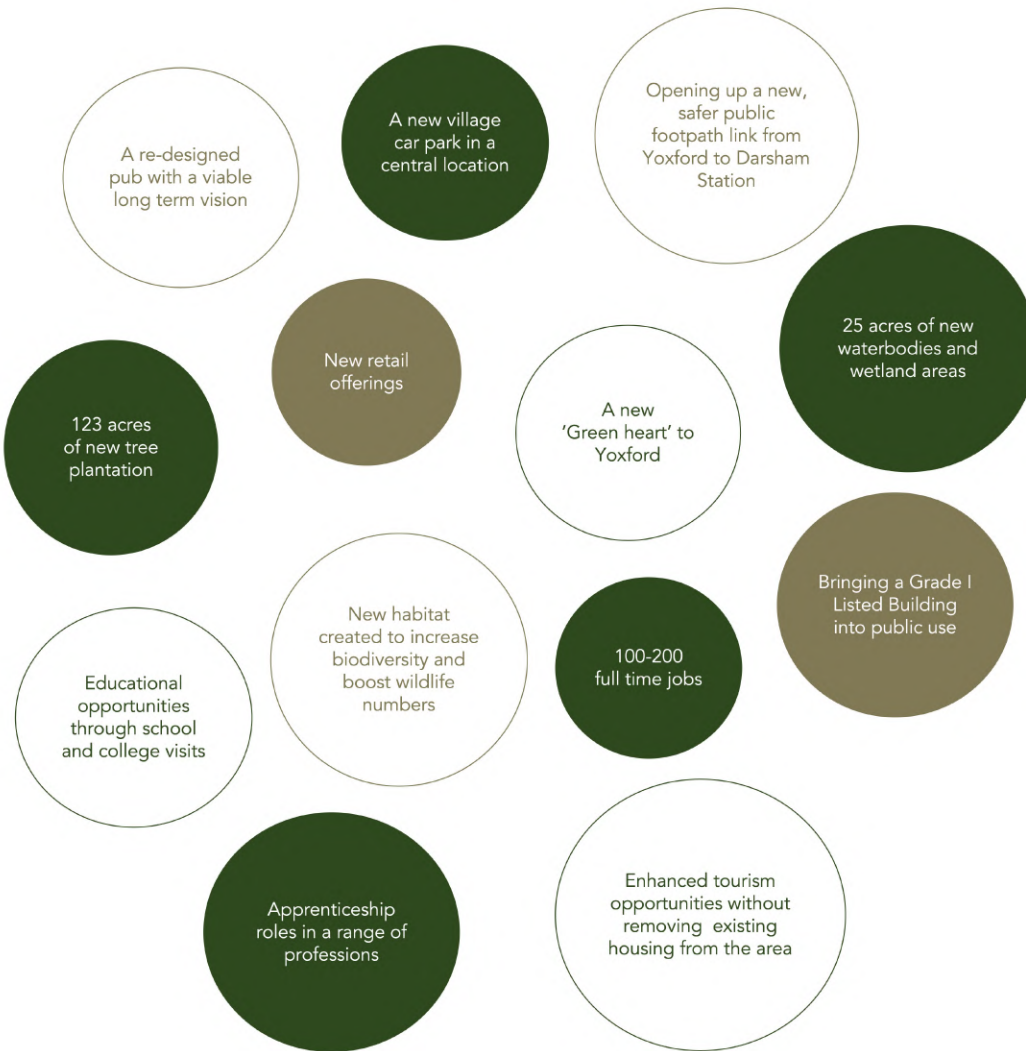 A re-designed
pub with a viable
long term vision
A new village
car park in a
central location
Opening up a new,
safer public
footpath link from
Yoxford to Darsham
Station
123 acres
of new tree
plantation
New retail
offerings
A new
‘Green heart’ to
Yoxford
25 acres of new
waterbodies and
wetland areas
Educational
opportunities
through school
and college visits
New habitat
created to increase
biodiversity and
boost wildlife
numbers
100-200
full time jobs
Bringing a Grade I
Listed Building
into public use
Apprenticeship
roles in a range of
professions
Enhanced tourism
opportunities without
removing existing
housing from the area